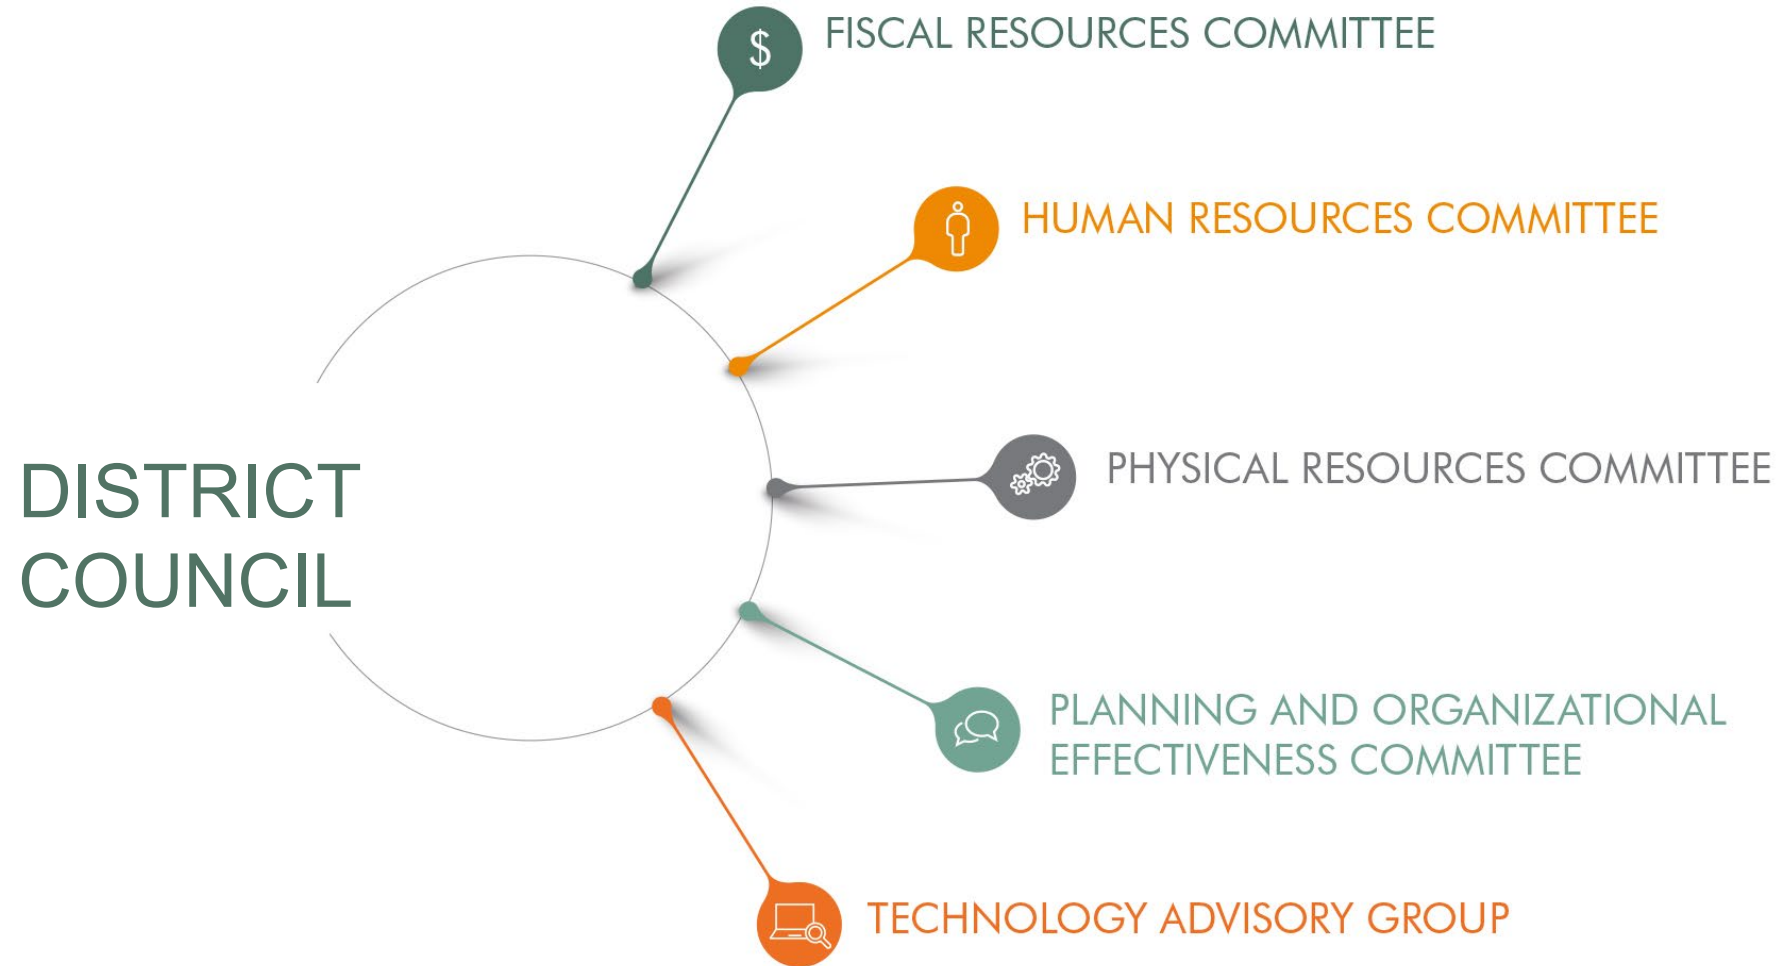 $
FISCAL RESOURCES COMMITTEE
HUMAN RESOURCES COMMITTEE
PHYSICAL RESOURCES COMMITTEE
DISTRICT
COUNCIL
PLANNING AND ORGANIZATIONAL
EFFECTIVENESS COMMITTEE
TECHNOLOGY ADVISORY GROUP